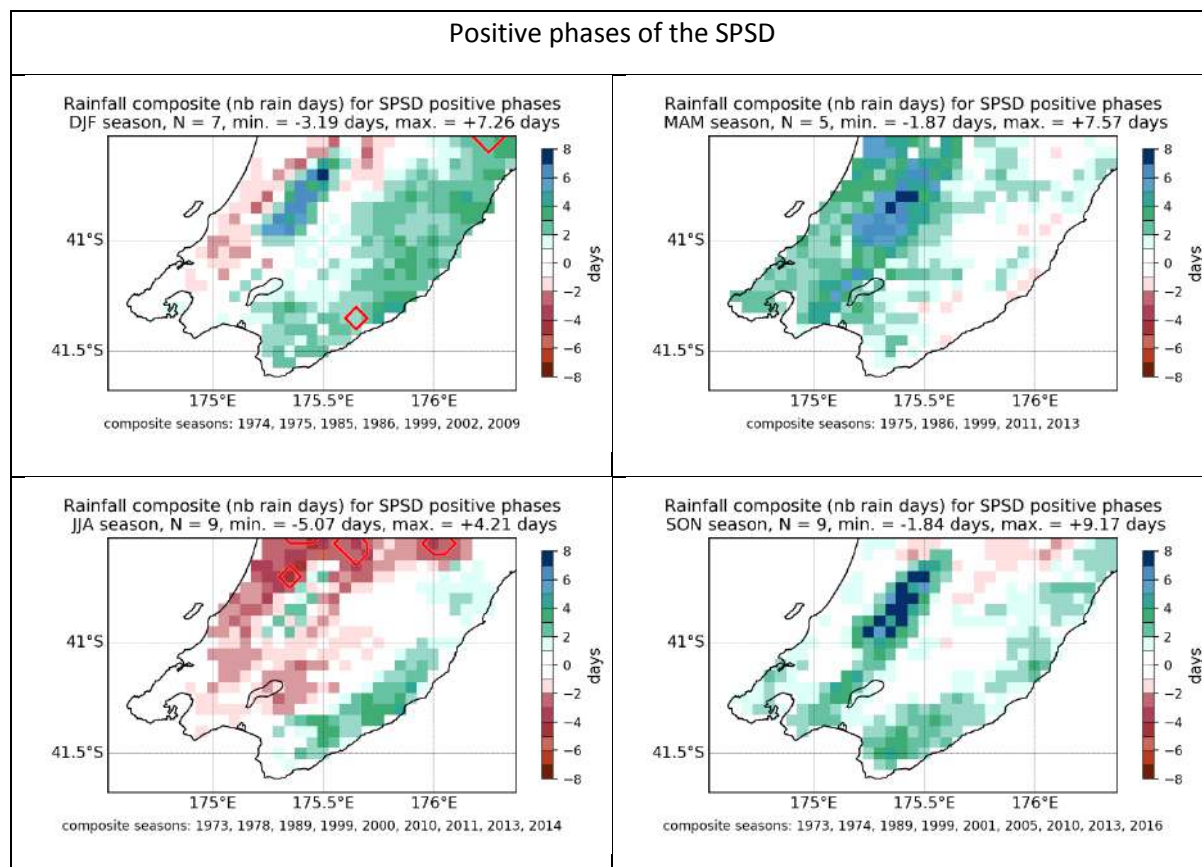 Positive phases of the SPSD
Rainfall composite (nb rain days) for SPSD positive phases
DJF season, N = 7, min. = -3.19 days, max. = +7.26 days
8
6
4
2
0
−2
−4
−6
−8
days
41°S
41.5°S
175°E
175.5°E
176°E
composite seasons: 1974, 1975, 1985, 1986, 1999, 2002, 2009
Rainfall composite (nb rain days) for SPSD positive phases
MAM season, N = 5, min. = -1.87 days, max. = +7.57 days
8
6
4
2
0
−2
−4
−6
−8
days
41°S
41.5°S
175°E
175.5°E
176°E
composite seasons: 1975, 1986, 1999, 2011, 2013
Rainfall composite (nb rain days) for SPSD positive phases
JJA season, N = 9, min. = -5.07 days, max. = +4.21 days
8
6
4
2
0
−2
−4
−6
−8
days
41°S
41.5°S
175°E
175.5°E
176°E
composite seasons: 1973, 1978, 1989, 1999, 2000, 2010, 2011, 2013, 2014
Rainfall composite (nb rain days) for SPSD positive phases
SON season, N = 9, min. = -1.84 days, max. = +9.17 days
8
6
4
2
0
−2
−4
−6
−8
days
41°S
41.5°S
175°E
175.5°E
176°E
composite seasons: 1973, 1974, 1989, 1999, 2001, 2005, 2010, 2013, 2016